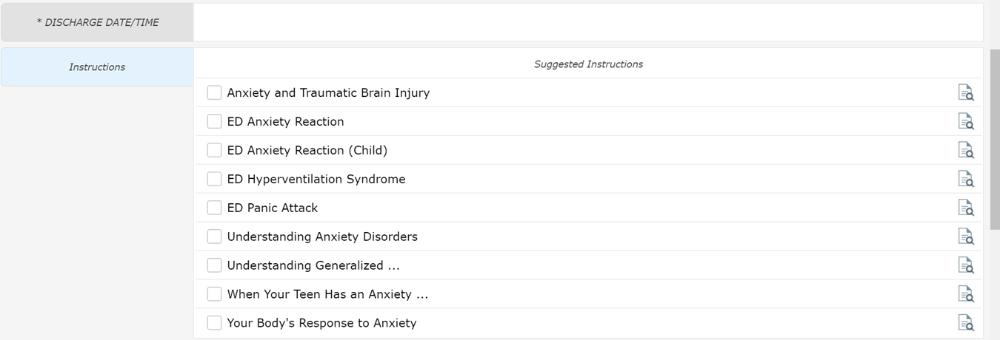 * DISCHARGE DATE/TIME
Instructions
Suggested Instructions
Anxiety and Traumatic Brain Injury
ED Anxiety Reaction
ED Anxiety Reaction (Child)
ED Hyperventilation Syndrome
ED Panic Attack
Understanding Anxiety Disorders
Understanding Generalized ...
When Your Teen Has an Anxiety ...
Your Body's Response to Anxiety